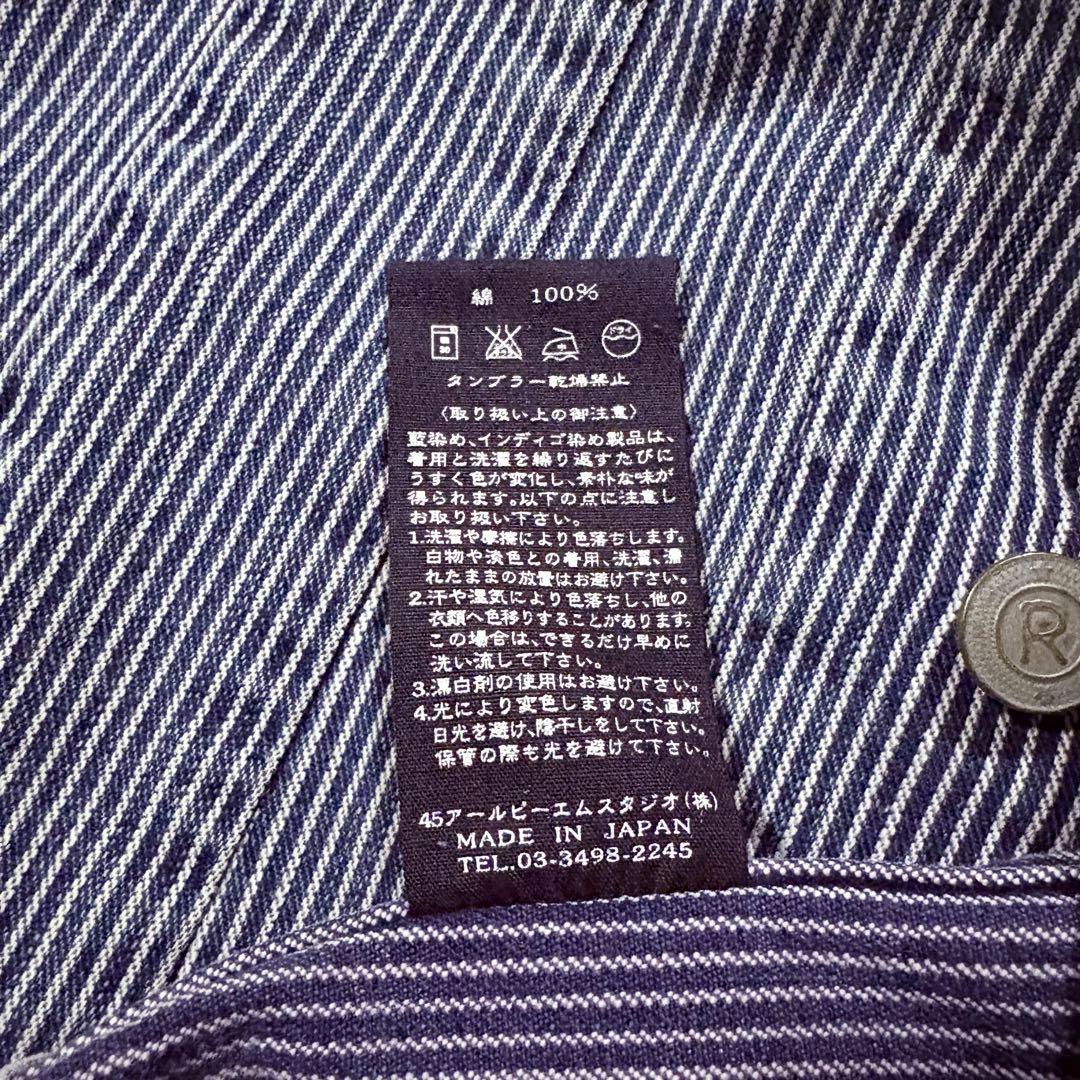 綿 100%
弱
30
中
ドライ
タンブラー乾燥禁止
〈取り扱い上の御注意〉
藍染め、インディゴ染め製品は、
着用と洗濯を繰り返すたびに
うすく色が変化し、素朴な味が
得られます。以下の点に注意し
お取り扱い下さい。
1.洗濯や摩擦により色落ちします。
白物や淡色との着用、洗濯、濡
れたままの放置はお避け下さい。
2.汗や湿気により色落ちし、他の
衣類へ色移りすることがあります。
この場合は、できるだけ早めに
洗い流して下さい。
3.漂白剤の使用はお避け下さい。
4.光により変色しますので、直射
日光を避け、陰干しをして下さい。
保管の際も光を避けて下さい。
45アールピーエムスタジオ(株)
MADE IN JAPAN
TEL.03-3498-2245
R